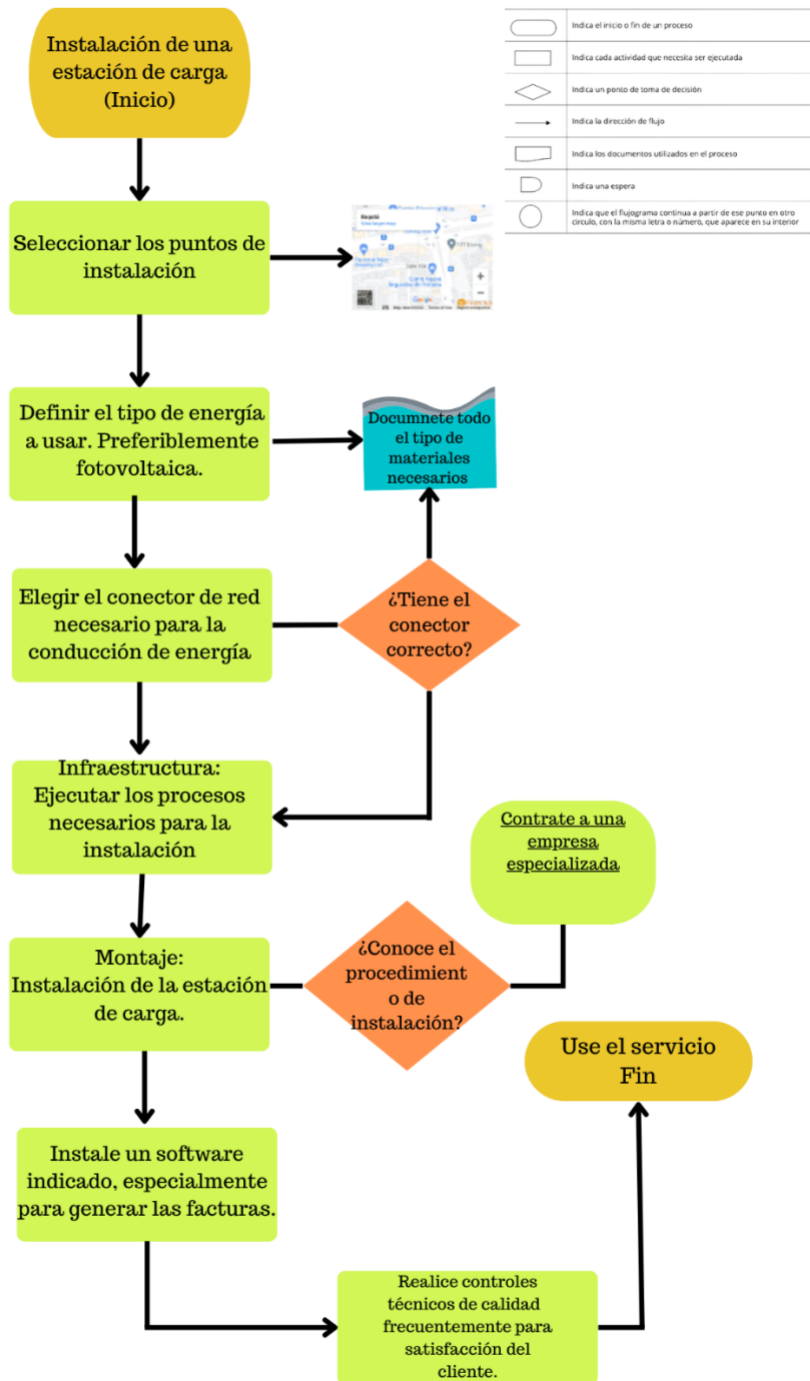 Instalación de una
estación de carga
(Inicio)
Indica el inicio o fin de un proceso
Indica cada actividad que necesita ser ejecutada
Indica un punto de toma de decisión
Indica la dirección de flujo
Indica los documentos utilizados en el proceso
Indica una espera
Indica que el flujograma continua a partir de ese punto en otro
circulo, con la misma letra o número, que aparece en su interior
Seleccionar los puntos de
instalación
Google
Definir el tipo de energía
a usar. Preferiblemente
fotovoltaica.
Documnete todo
el tipo de
materiales
necesarios
Elegir el conector de red
necesario para la
conducción de energía
¿Tiene el
conector
correcto?
Infraestructura:
Ejecutar los procesos
necesarios para la
instalación
Contrate a una
empresa
especializada
Montaje:
Instalación de la estación
de carga.
¿Conoce el
procedimient
o de
instalación?
Use el servicio
Fin
Instale un software
indicado, especialmente
para generar las facturas.
Realice controles
técnicos de calidad
frecuentemente para
satisfacción del
cliente.